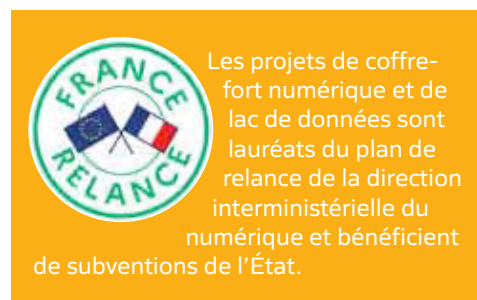 FRANCE
RELANCE
Les projets de coffre-
fort numérique et de
lac de données sont
lauréats du plan de
relance de la direction
interministérielle du
numérique et bénéficient
de subventions de l'État.